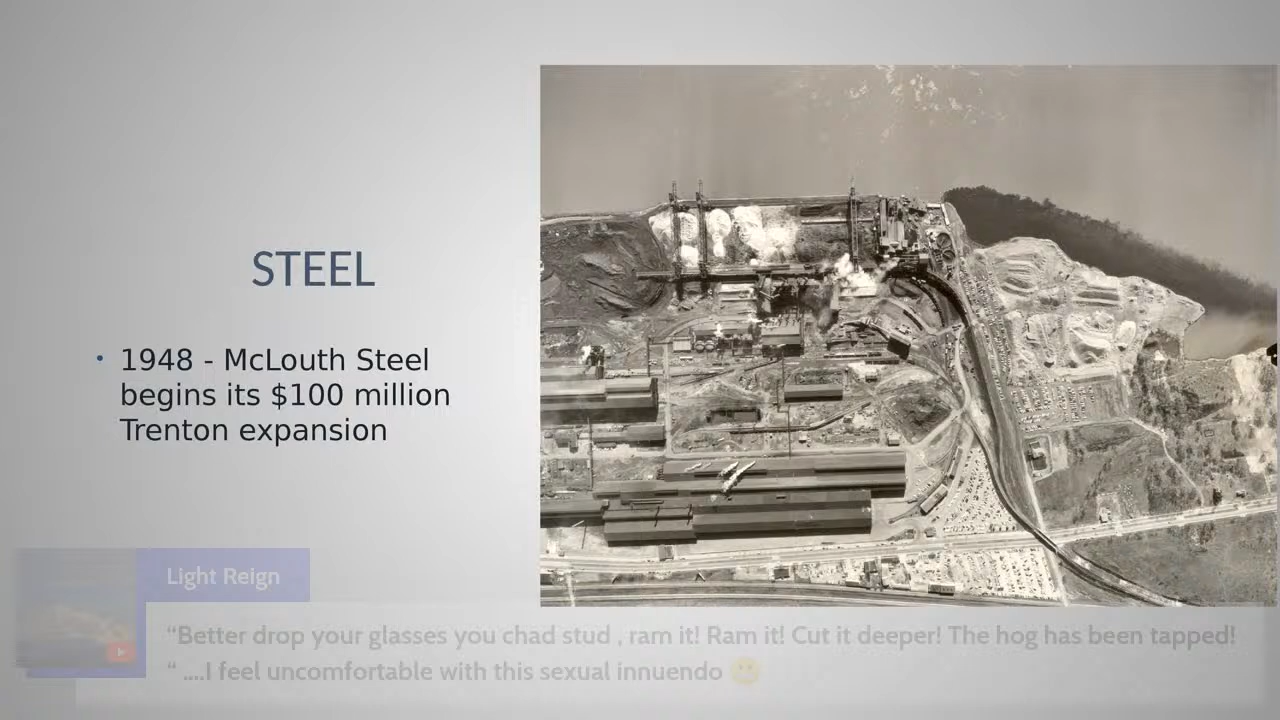 STEEL
• 1948 - McLouth Steel
begins its $100 million
Trenton expansion
Light Reign
“Better drop your glasses you chad stud , ram it! Ram it! Cut it deeper! The hog has been tapped!
“ ....I feel uncomfortable with this sexual innuendo 😬